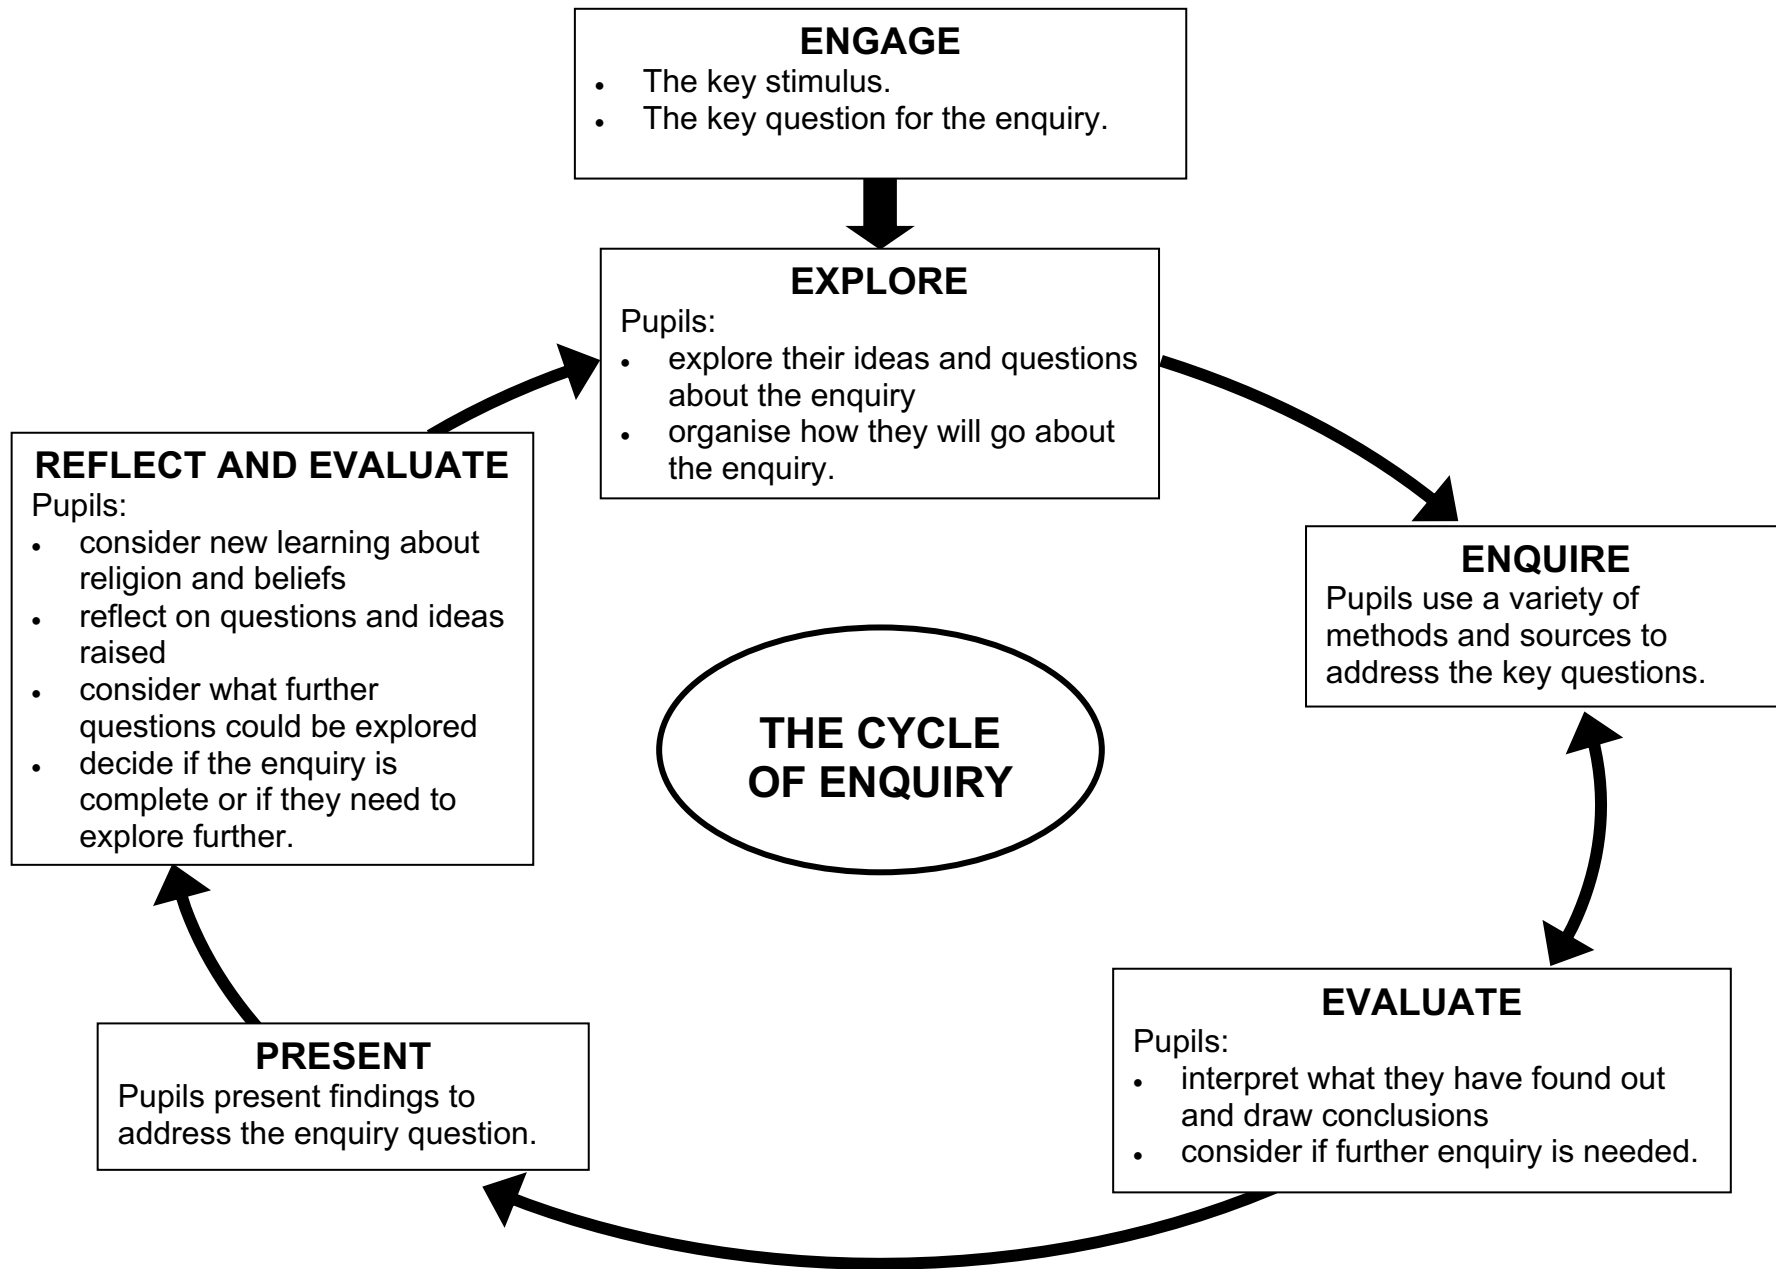 ENGAGE
• The key stimulus.
• The key question for the enquiry.
EXPLORE
Pupils:
• explore their ideas and questions
about the enquiry
• organise how they will go about
the enquiry.
REFLECT AND EVALUATE
Pupils:
• consider new learning about
religion and beliefs
• reflect on questions and ideas
raised
• consider what further
questions could be explored
• decide if the enquiry is
complete or if they need to
explore further.
ENQUIRE
Pupils use a variety of
methods and sources to
address the key questions.
THE CYCLE
OF ENQUIRY
EVALUATE
Pupils:
• interpret what they have found out
and draw conclusions
• consider if further enquiry is needed.
PRESENT
Pupils present findings to
address the enquiry question.